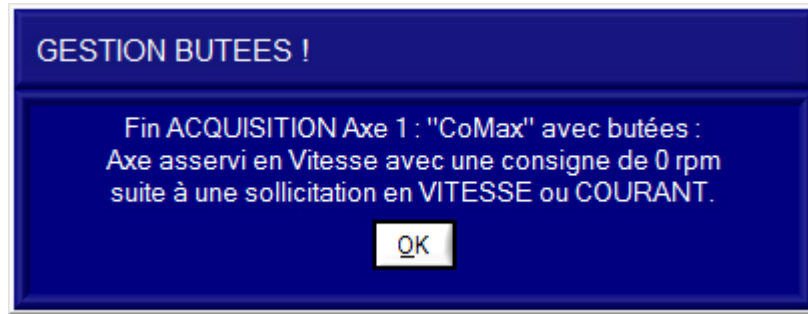 GESTION BUTEES !
Fin ACQUISITION Axe 1 : "CoMax" avec butées :
Axe asservi en Vitesse avec une consigne de 0 rpm
suite à une sollicitation en VITESSE ou COURANT.
OK